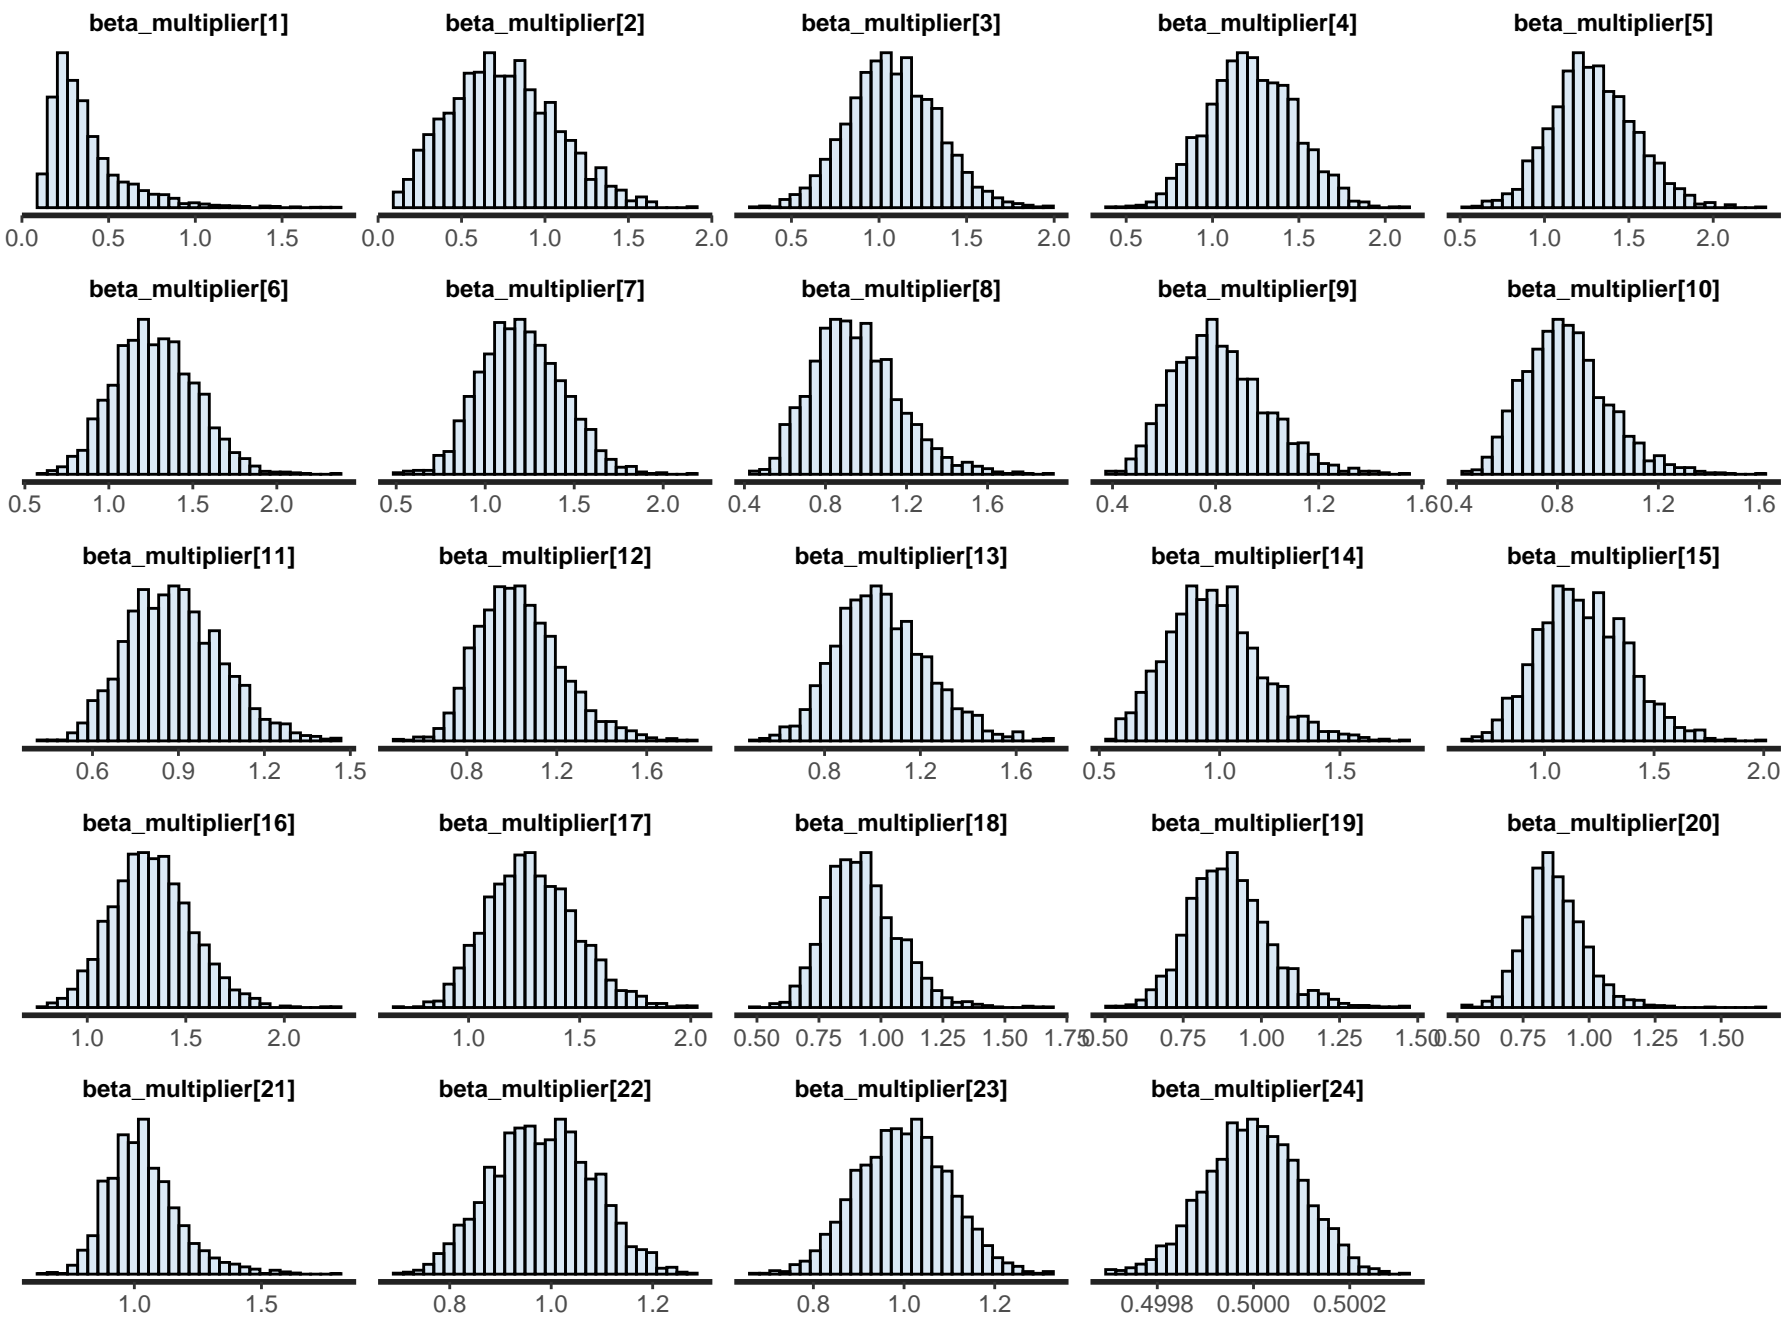 beta_multiplier[1] beta_multiplier[2] beta_multiplier[3] beta_multiplier[4] beta_multiplier[5]
0.0 0.5 1.0 1.5 0.0 0.5 1.0 1.5 2.0 0.5 1.0 1.5 2.0 0.5 1.0 1.5 2.0 0.5 1.0 1.5 2.0
beta_multiplier[6] beta_multiplier[7] beta_multiplier[8] beta_multiplier[9] beta_multiplier[10]
0.5 1.0 1.5 2.0 0.5 1.0 1.5 2.0 0.4 0.8 1.2 1.6 0.4 0.8 1.2 1.6 0.4 0.8 1.2 1.6
beta_multiplier[11] beta_multiplier[12] beta_multiplier[13] beta_multiplier[14] beta_multiplier[15]
0.6 0.9 1.2 1.5 0.8 1.2 1.6 0.8 1.2 1.6 0.5 1.0 1.5 1.0 1.5 2.0
beta_multiplier[16] beta_multiplier[17] beta_multiplier[18] beta_multiplier[19] beta_multiplier[20]
1.0 1.5 2.0 1.0 1.5 2.0 0.50 0.75 1.00 1.25 1.50 1.75 0.50 0.75 1.00 1.25 1.50 0.50 0.75 1.00 1.25 1.50
beta_multiplier[21] beta_multiplier[22] beta_multiplier[23] beta_multiplier[24]
1.0 1.5 0.8 1.0 1.2 0.8 1.0 1.2 0.4998 0.5000 0.5002